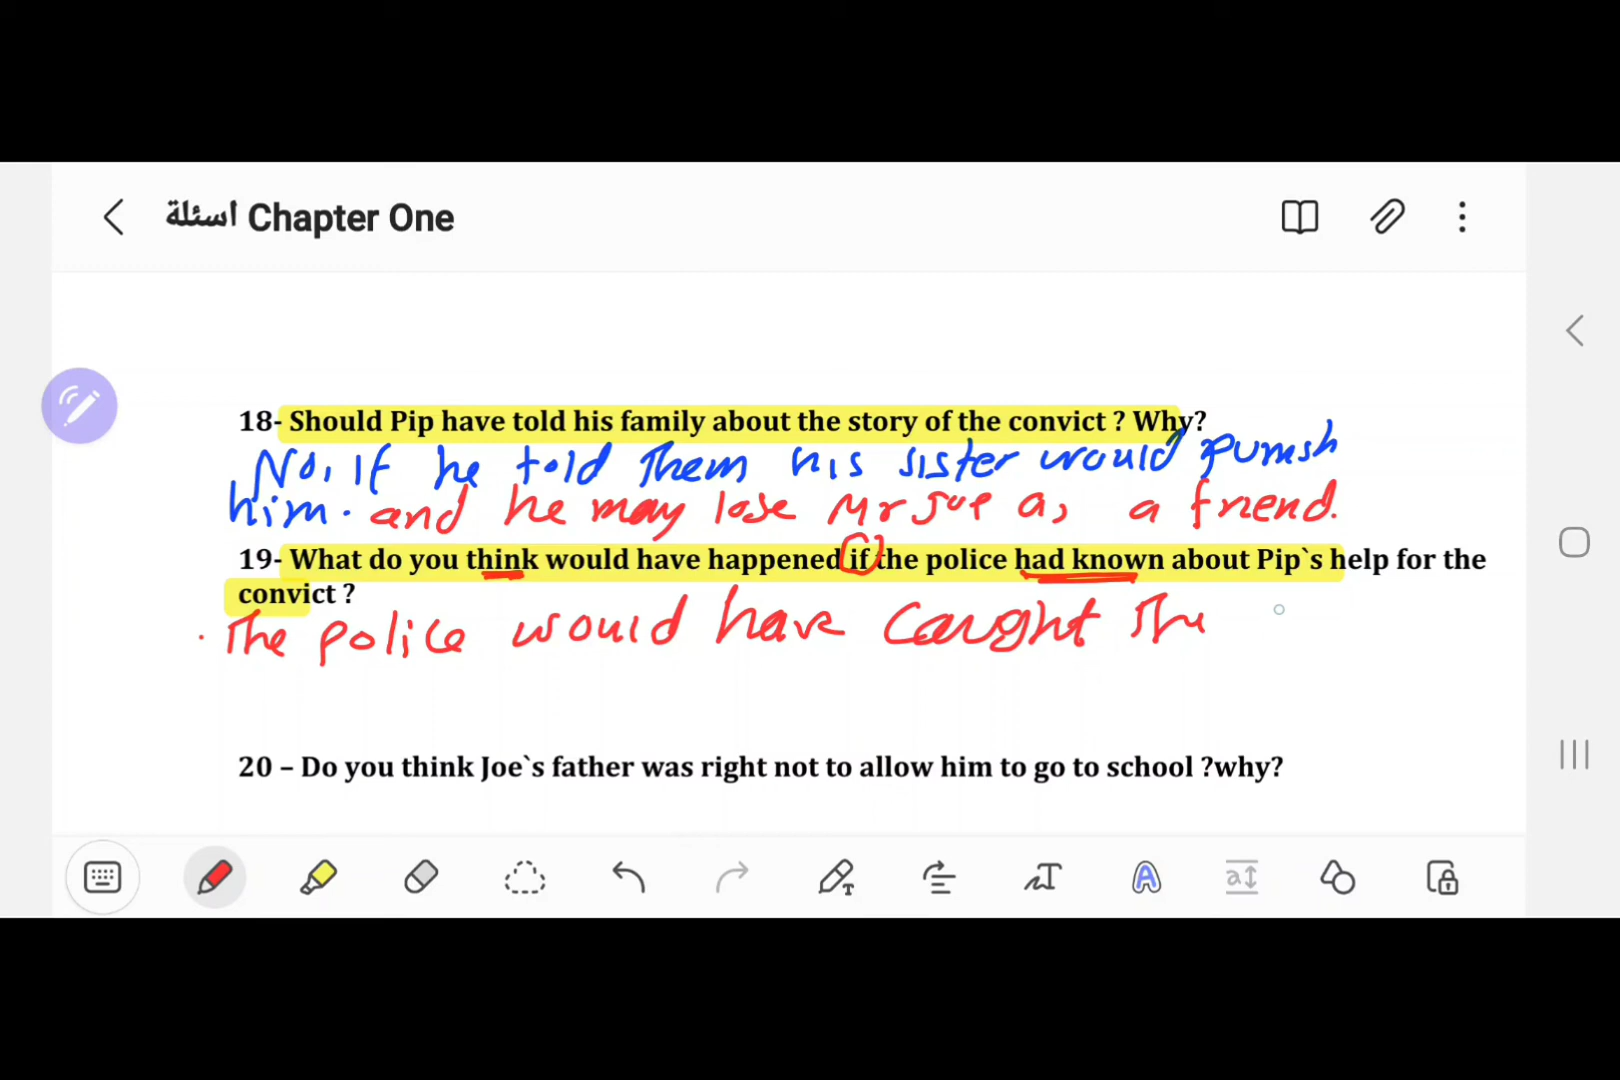 اسئلة Chapter One
18- Should Pip have told his family about the story of the convict ? Why?
No, If he told Them his sister would punish
him. and he may lose Mr Joe as a friend.
19- What do you think would have happened if the police had known about Pip`s help for the
convict ?
The police would have caught The
20 – Do you think Joe`s father was right not to allow him to go to school ?why?